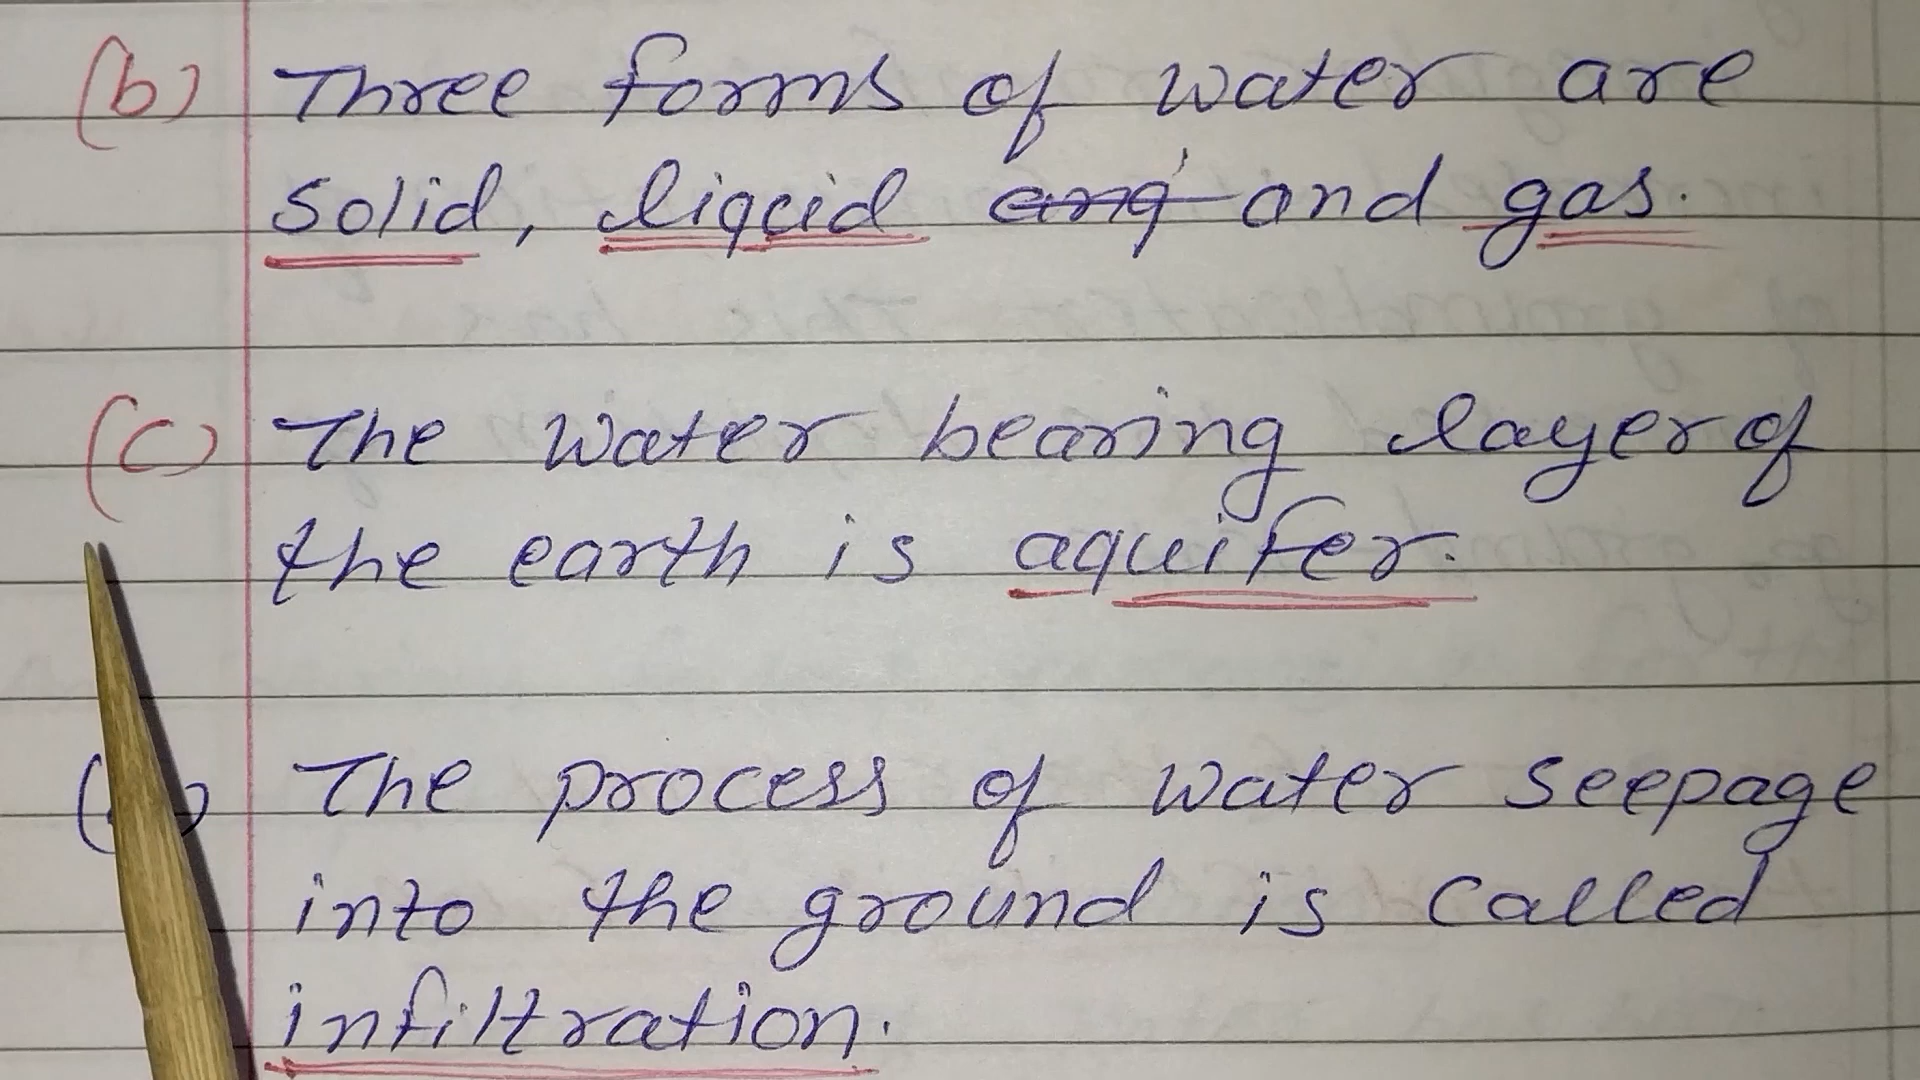 (b) Three forms of water are
solid, liquid and gas.
(c) The water bearing layer of
the earth is aquifer.
The process of water seepage
into the ground is called
infiltration.